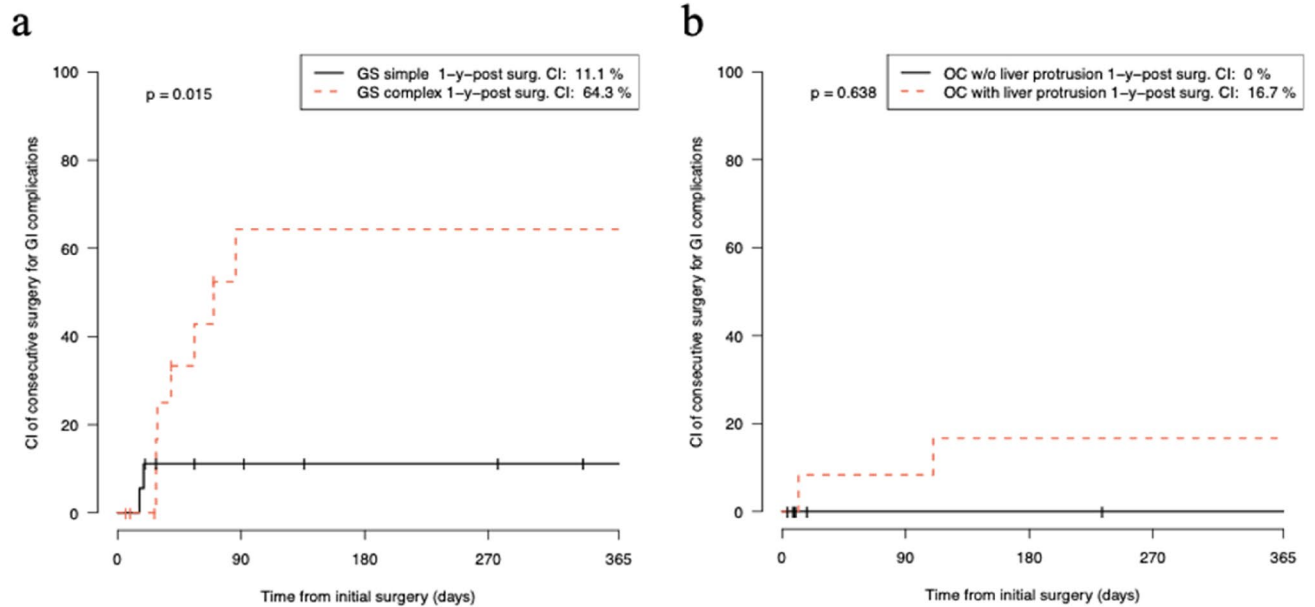 a
p = 0.015
GS simple 1-y-post surg. CI: 11.1 %
GS complex 1-y-post surg. CI: 64.3 %
CI of consecutive surgery for GI complications
100
80
60
40
20
0
0 90 180 270 365
Time from initial surgery (days)
b
p = 0.638
OC w/o liver protrusion 1-y-post surg. CI: 0 %
OC with liver protrusion 1-y-post surg. CI: 16.7 %
CI of consecutive surgery for GI complications
100
80
60
40
20
0
0 90 180 270 365
Time from initial surgery (days)